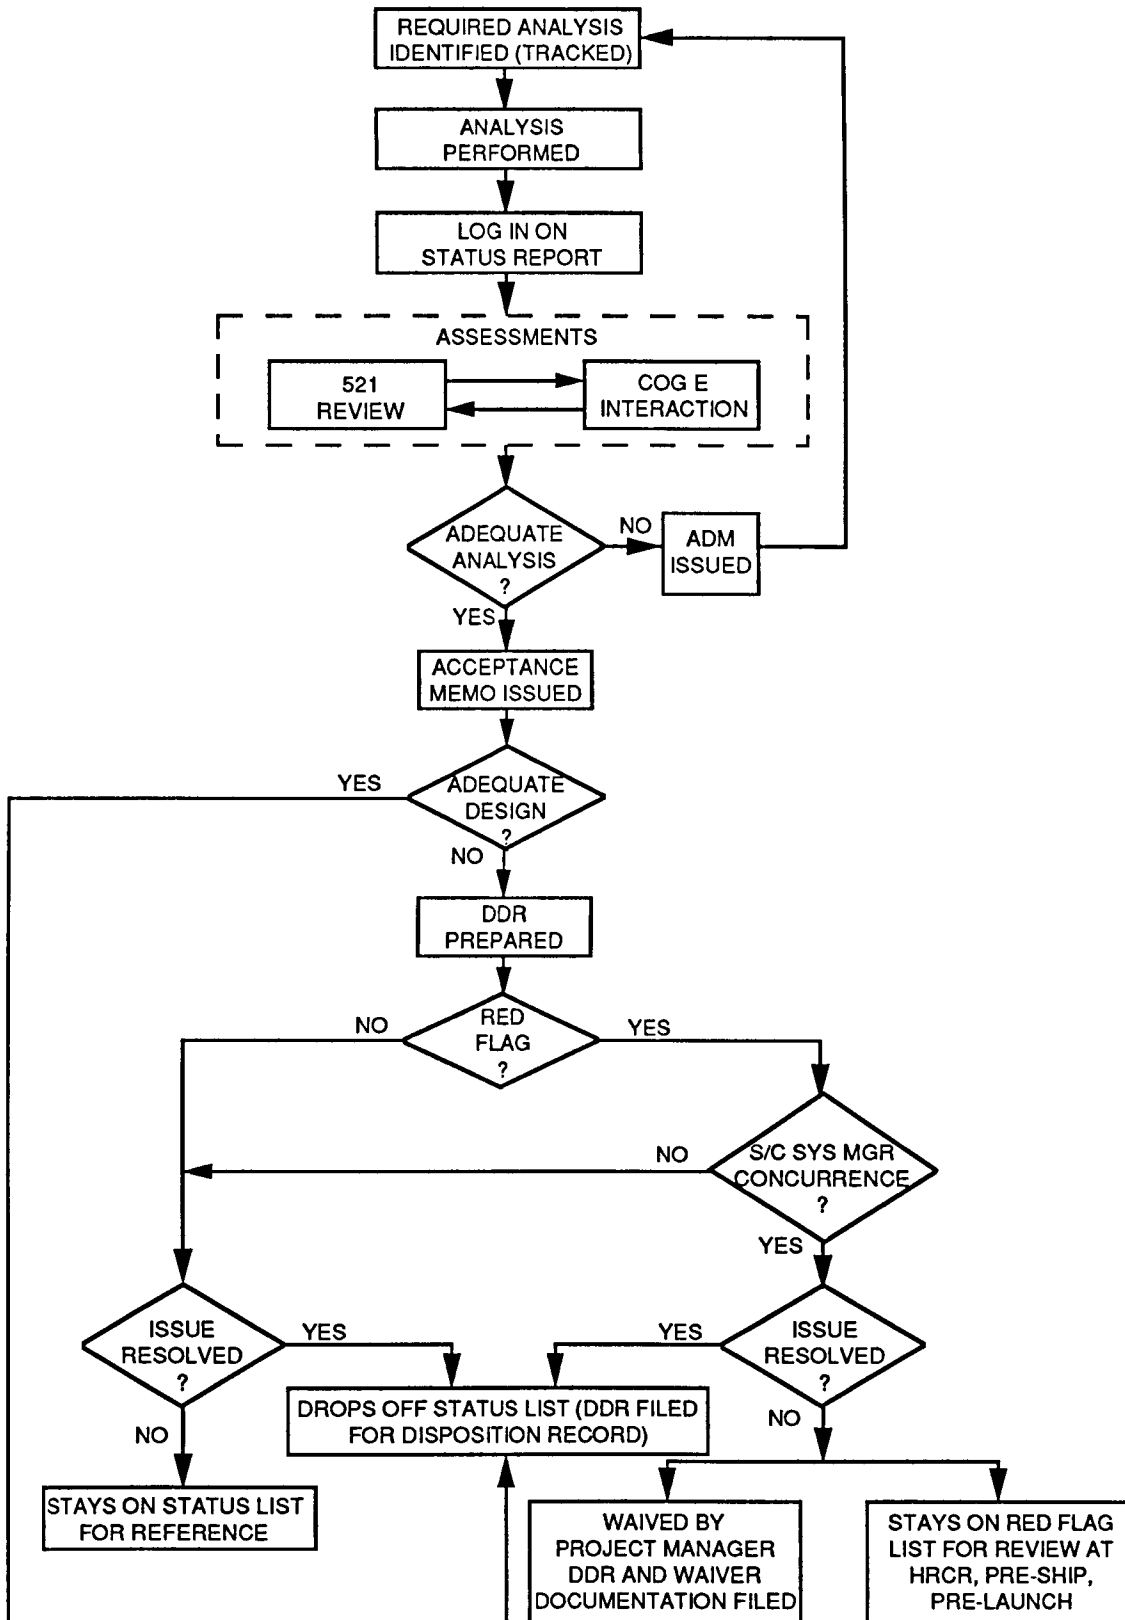 REQUIRED ANALYSIS
IDENTIFIED (TRACKED)
ANALYSIS
PERFORMED
LOG IN ON
STATUS REPORT
ASSESSMENTS
521
REVIEW
COG E
INTERACTION
ADEQUATE
ANALYSIS
?
NO
ADM
ISSUED
YES
ACCEPTANCE
MEMO ISSUED
YES
ADEQUATE
DESIGN
?
NO
DDR
PREPARED
NO
RED
FLAG
?
YES
NO
S/C SYS MGR
CONCURRENCE
?
YES
ISSUE
RESOLVED
?
YES
YES
ISSUE
RESOLVED
?
NO
DROPS OFF STATUS LIST (DDR FILED
FOR DISPOSITION RECORD)
NO
STAYS ON STATUS LIST
FOR REFERENCE
WAIVED BY
PROJECT MANAGER
DDR AND WAIVER
DOCUMENTATION FILED
STAYS ON RED FLAG
LIST FOR REVIEW AT
HRCR, PRE-SHIP,
PRE-LAUNCH